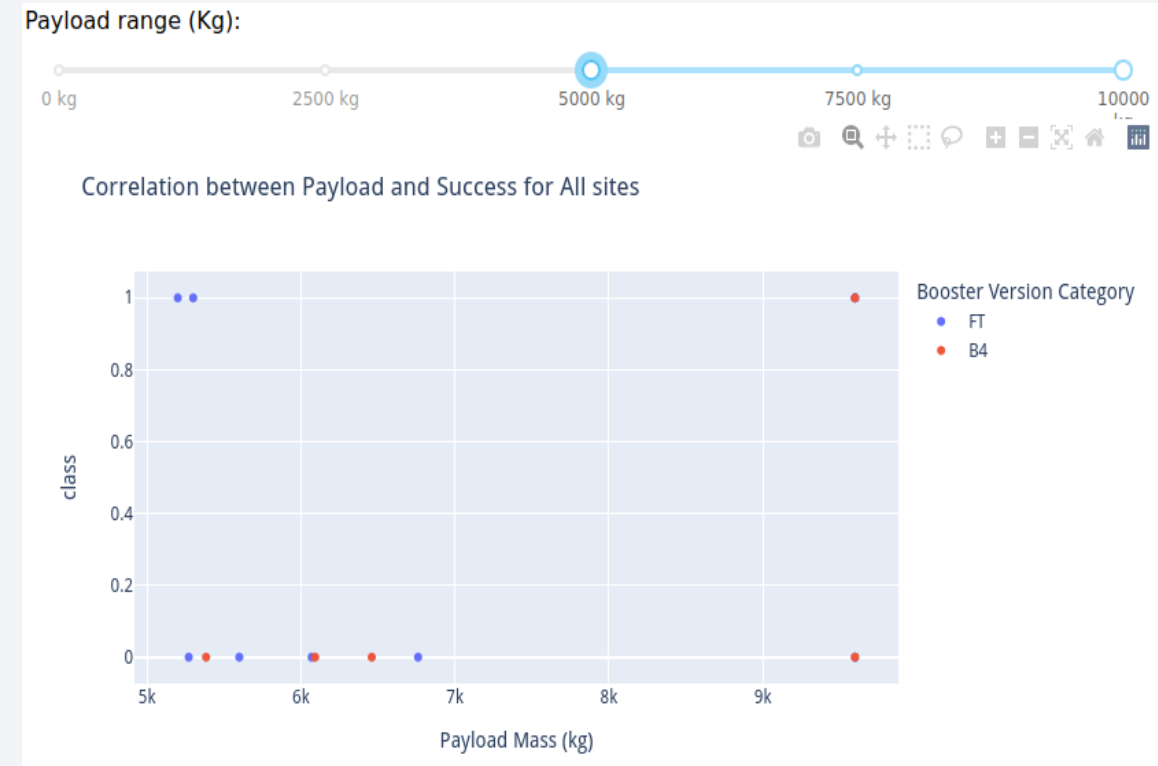 Payload range (Kg):
0 kg 2500 kg 5000 kg 7500 kg 10000
Correlation between Payload and Success for All sites
Booster Version Category
1
FT
B4
0.8
0.6
class
0.4
0.2
0
5k 6k 7k 8k 9k
Payload Mass (kg)